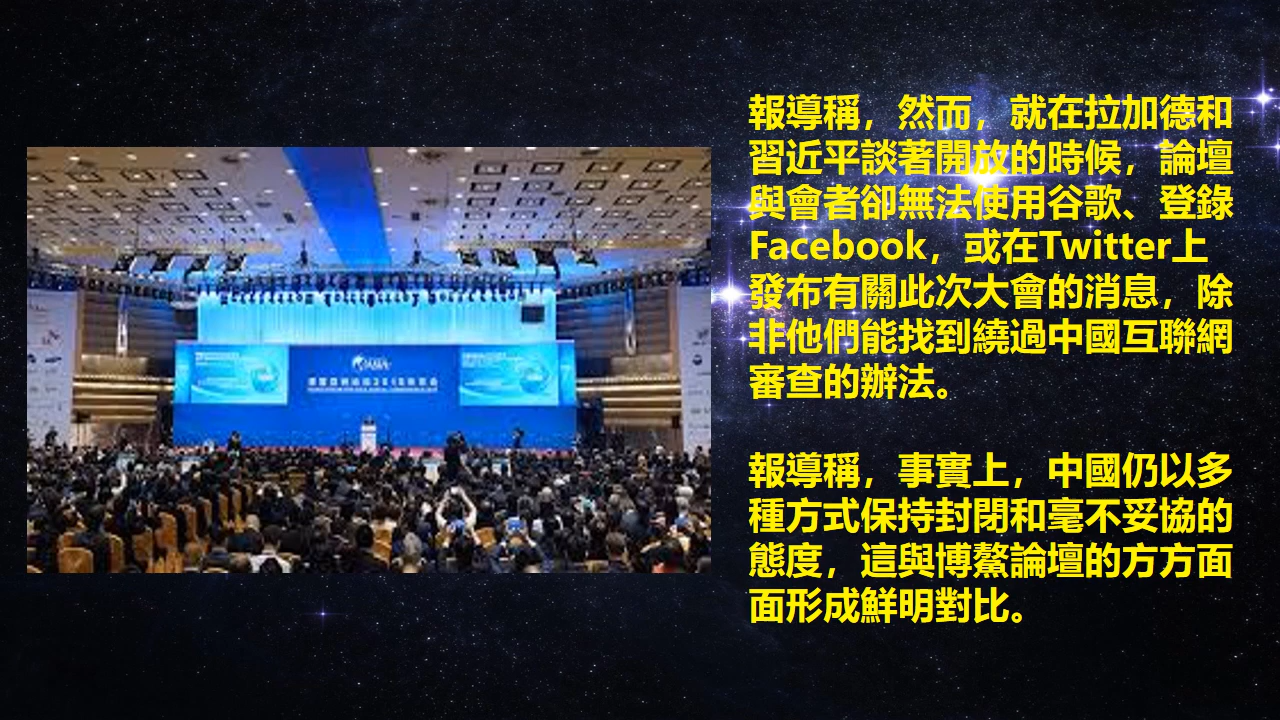 報導稱，然而，就在拉加德和
習近平談著開放的時候，論壇
與會者卻無法使用谷歌、登錄
Facebook，或在Twitter上
發布有關此次大會的消息，除
非他們能找到繞過中國互聯網
審查的辦法。
報導稱，事實上，中國仍以多
種方式保持封閉和毫不妥協的
態度，這與博鰲論壇的方方面
面形成鮮明對比。